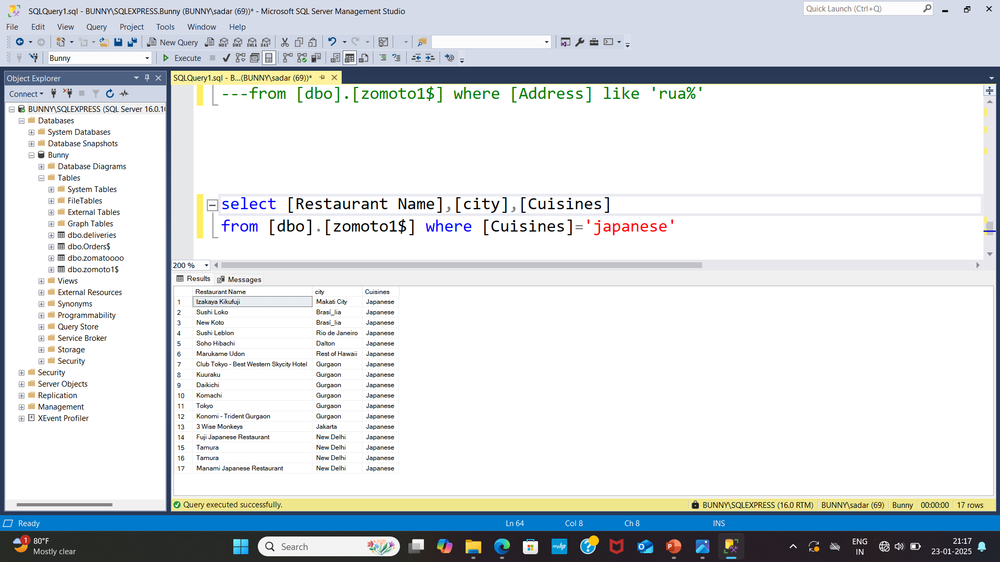 SQLQuery1.sql - BUNNY\SQLEXPRESS.Bunny (BUNNY\sadar (69))* - Microsoft SQL Server Management Studio
Quick Launch (Ctrl+Q)
File Edit View Query Project Tools Window Help
New Query
MDX DMX XMLA DAX
Bunny
Execute
Object Explorer
SQLQuery1.sql - B...(BUNNY\sadar (69))*
Connect
BUNNY\SQLEXPRESS (SQL Server 16.0.1
Databases
System Databases
Database Snapshots
Bunny
Database Diagrams
Tables
System Tables
FileTables
External Tables
Graph Tables
dbo.deliveries
dbo.Orders$
dbo.zomatoooo
dbo.zomoto1$
Views
External Resources
Synonyms
Programmability
Query Store
Service Broker
Storage
Security
Security
Server Objects
Replication
Management
XEvent Profiler
---from [dbo].[zomoto1$] where [Address] like 'rua%'
select [Restaurant Name],[city],[Cuisines]
from [dbo].[zomoto1$] where [Cuisines]='japanese'
200 %
Results Messages
Restaurant Name city Cuisines
1 Izakaya Kikufuji Makati City Japanese
2 Sushi Loko Brasí_lia Japanese
3 New Koto Brasí_lia Japanese
4 Sushi Leblon Rio de Janeiro Japanese
5 Soho Hibachi Dalton Japanese
6 Marukame Udon Rest of Hawaii Japanese
7 Club Tokyo - Best Western Skycity Hotel Gurgaon Japanese
8 Kuuraku Gurgaon Japanese
9 Daikichi Gurgaon Japanese
10 Komachi Gurgaon Japanese
11 Tokyo Gurgaon Japanese
12 Konomi - Trident Gurgaon Gurgaon Japanese
13 3 Wise Monkeys Jakarta Japanese
14 Fuji Japanese Restaurant New Delhi Japanese
15 Tamura New Delhi Japanese
16 Tamura New Delhi Japanese
17 Manami Japanese Restaurant New Delhi Japanese
Query executed successfully.
BUNNY\SQLEXPRESS (16.0 RTM) BUNNY\sadar (69) Bunny 00:00:00 17 rows
Ready Ln 64 Col 8 Ch 8 INS
1
80°F
Mostly clear
Search
myhp
ENG
IN
21:17
23-01-2025